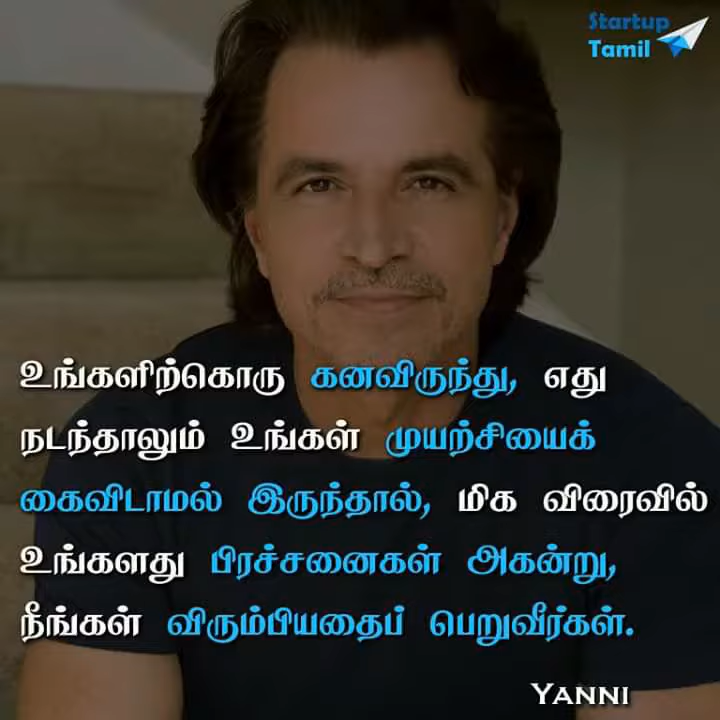 Startup
Tamil
உங்களிற்கொரு கனவிருந்து, எது
நடந்தாலும் உங்கள் முயற்சியைக்
கைவிடாமல் இருந்தால், மிக விரைவில்
உங்களது பிரச்சனைகள் அகன்று,
நீங்கள் விரும்பியதைப் பெறுவீர்கள்.
YANNI